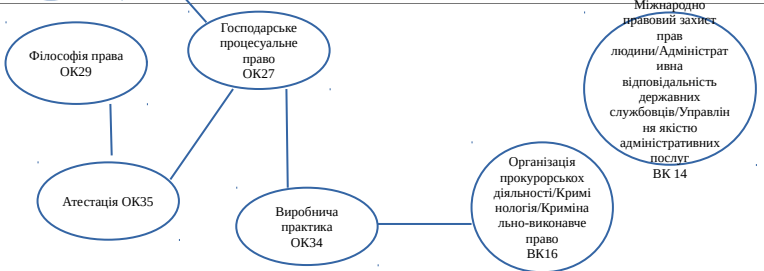 Філософія права
ОК29
Господарське
процесуальне
право
ОК27
Міжнародно
правовий захист
прав
людини/Адміністрат
ивна
відповідальність
державних
службовців/Управлін
ня якістю
адміністративних
послуг
ВК 14
Атестація ОК35
Виробнича
практика
ОК34
Організація
прокурорськох
діяльності/Кримі
нологія/Криміна
льно-виконавче
право
ВК16